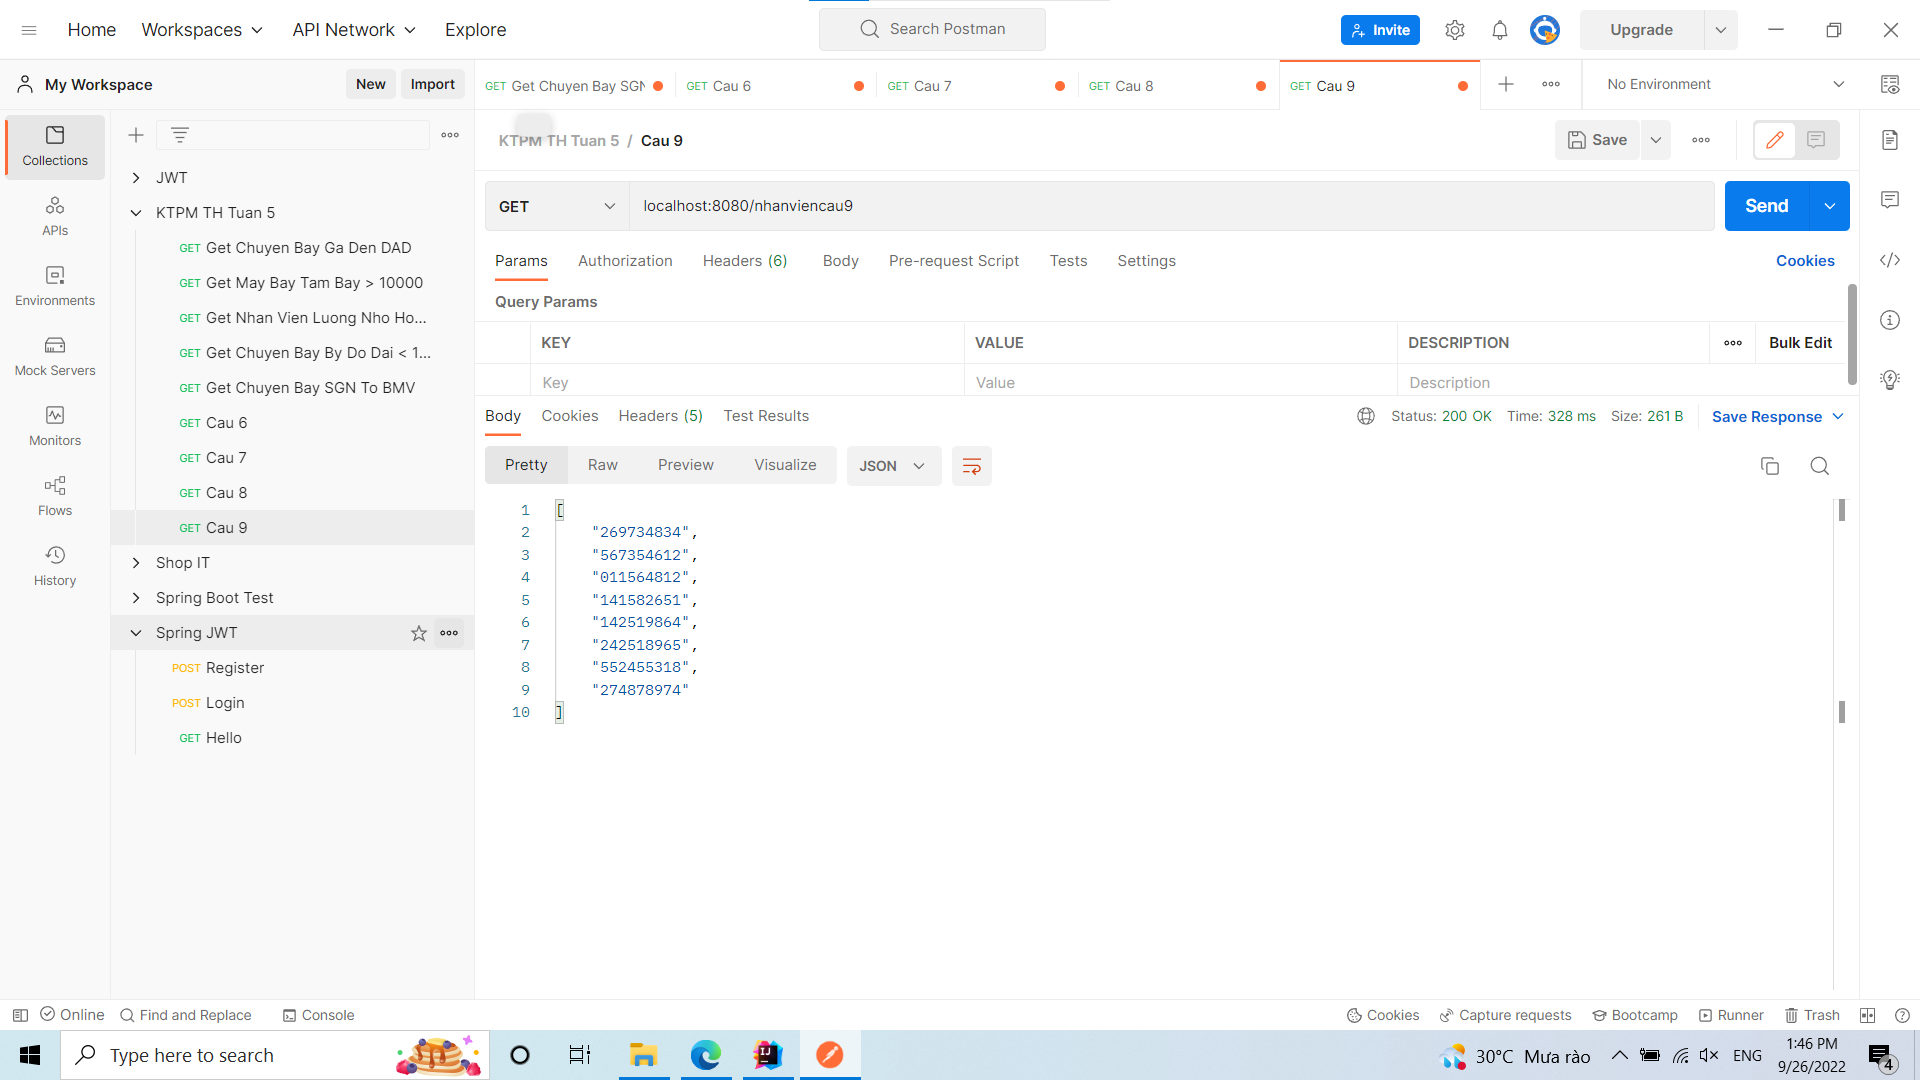 Home
Workspaces
API Network
Explore
Search Postman
Invite
Upgrade
My Workspace
New
Import
GET Get Chuyen Bay SGN
GET Cau 6
GET Cau 7
GET Cau 8
GET Cau 9
No Environment
Collections
APIs
Environments
Mock Servers
Monitors
Flows
History
JWT
KTPM TH Tuan 5
GET Get Chuyen Bay Ga Den DAD
GET Get May Bay Tam Bay > 10000
GET Get Nhan Vien Luong Nho Ho...
GET Get Chuyen Bay By Do Dai < 1...
GET Get Chuyen Bay SGN To BMV
GET Cau 6
GET Cau 7
GET Cau 8
GET Cau 9
Shop IT
Spring Boot Test
Spring JWT
POST Register
POST Login
GET Hello
KTPM TH Tuan 5 / Cau 9
Save
GET
localhost:8080/nhanviencau9
Send
Params
Authorization
Headers (6)
Body
Pre-request Script
Tests
Settings
Cookies
Query Params
KEY
VALUE
DESCRIPTION
Bulk Edit
Key
Value
Description
Body
Cookies
Headers (5)
Test Results
Status: 200 OK
Time: 328 ms
Size: 261 B
Save Response
Pretty
Raw
Preview
Visualize
JSON
1 [
2 "269734834",
3 "567354612",
4 "011564812",
5 "141582651",
6 "142519864",
7 "242518965",
8 "552455318",
9 "274878974"
10 ]
Online
Find and Replace
Console
Cookies
Capture requests
Bootcamp
Runner
Trash
Type here to search
30°C Mưa rào
ENG
1:46 PM
9/26/2022
4